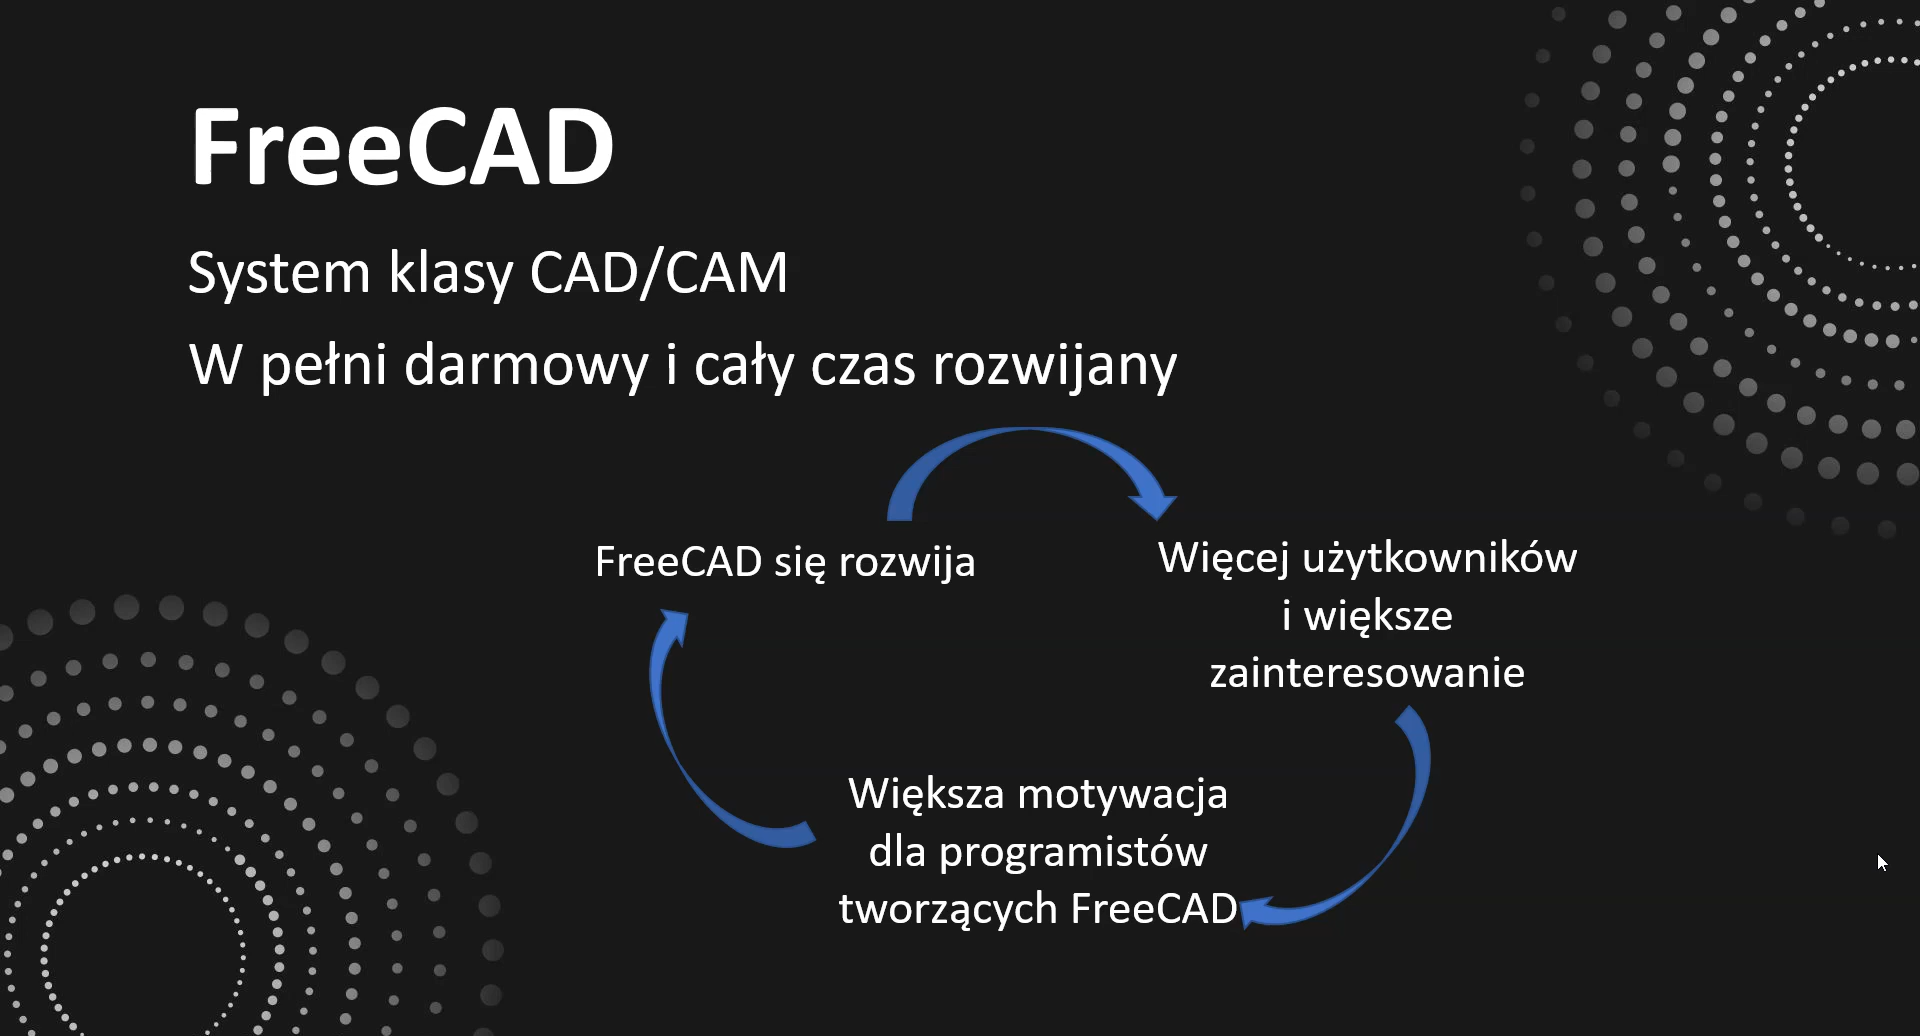 FreeCAD
System klasy CAD/CAM
W pełni darmowy i cały czas rozwijany
FreeCAD się rozwija
Więcej użytkowników
i większe
zainteresowanie
Większa motywacja
dla programistów
tworzących FreeCAD